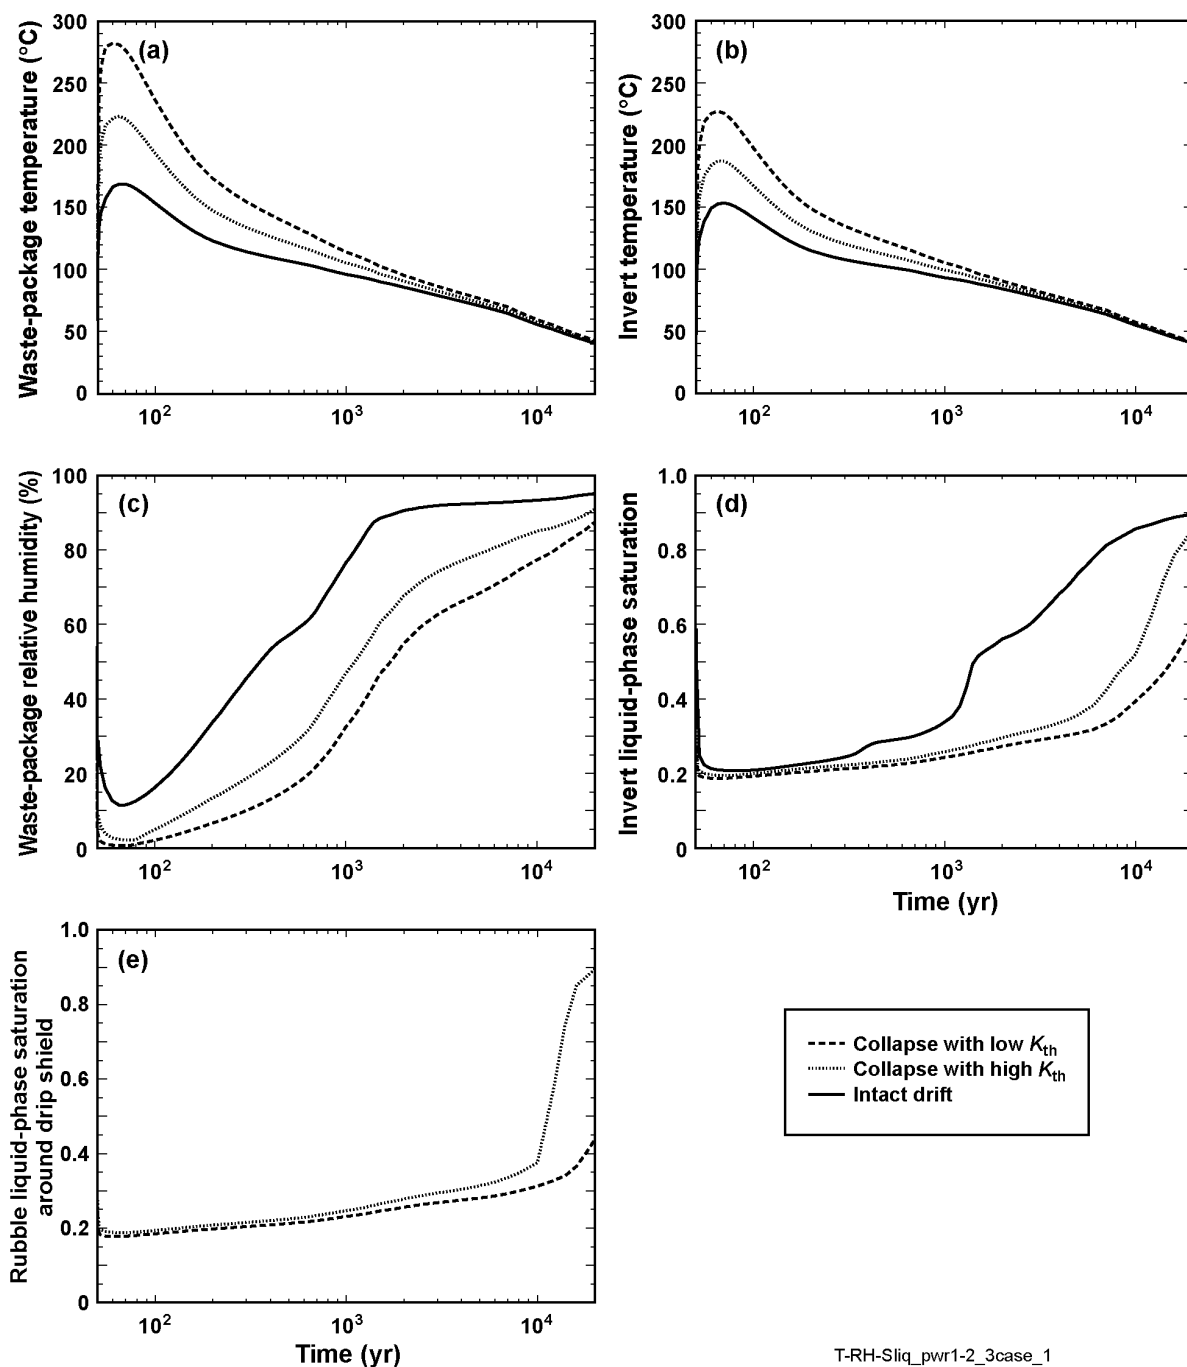 (a)
Waste-package temperature (°C)
300
250
200
150
100
50
0
10²
10³
10⁴
(b)
Invert temperature (°C)
300
250
200
150
100
50
0
10²
10³
10⁴
(c)
Waste-package relative humidity (%)
100
80
60
40
20
0
10²
10³
10⁴
(d)
Invert liquid-phase saturation
1.0
0.8
0.6
0.4
0.2
0
10²
10³
10⁴
Time (yr)
(e)
Rubble liquid-phase saturation
around drip shield
1.0
0.8
0.6
0.4
0.2
0
10²
10³
10⁴
Time (yr)
Collapse with low Kth
Collapse with high Kth
Intact drift
T-RH-Sliq_pwr1-2_3case_1